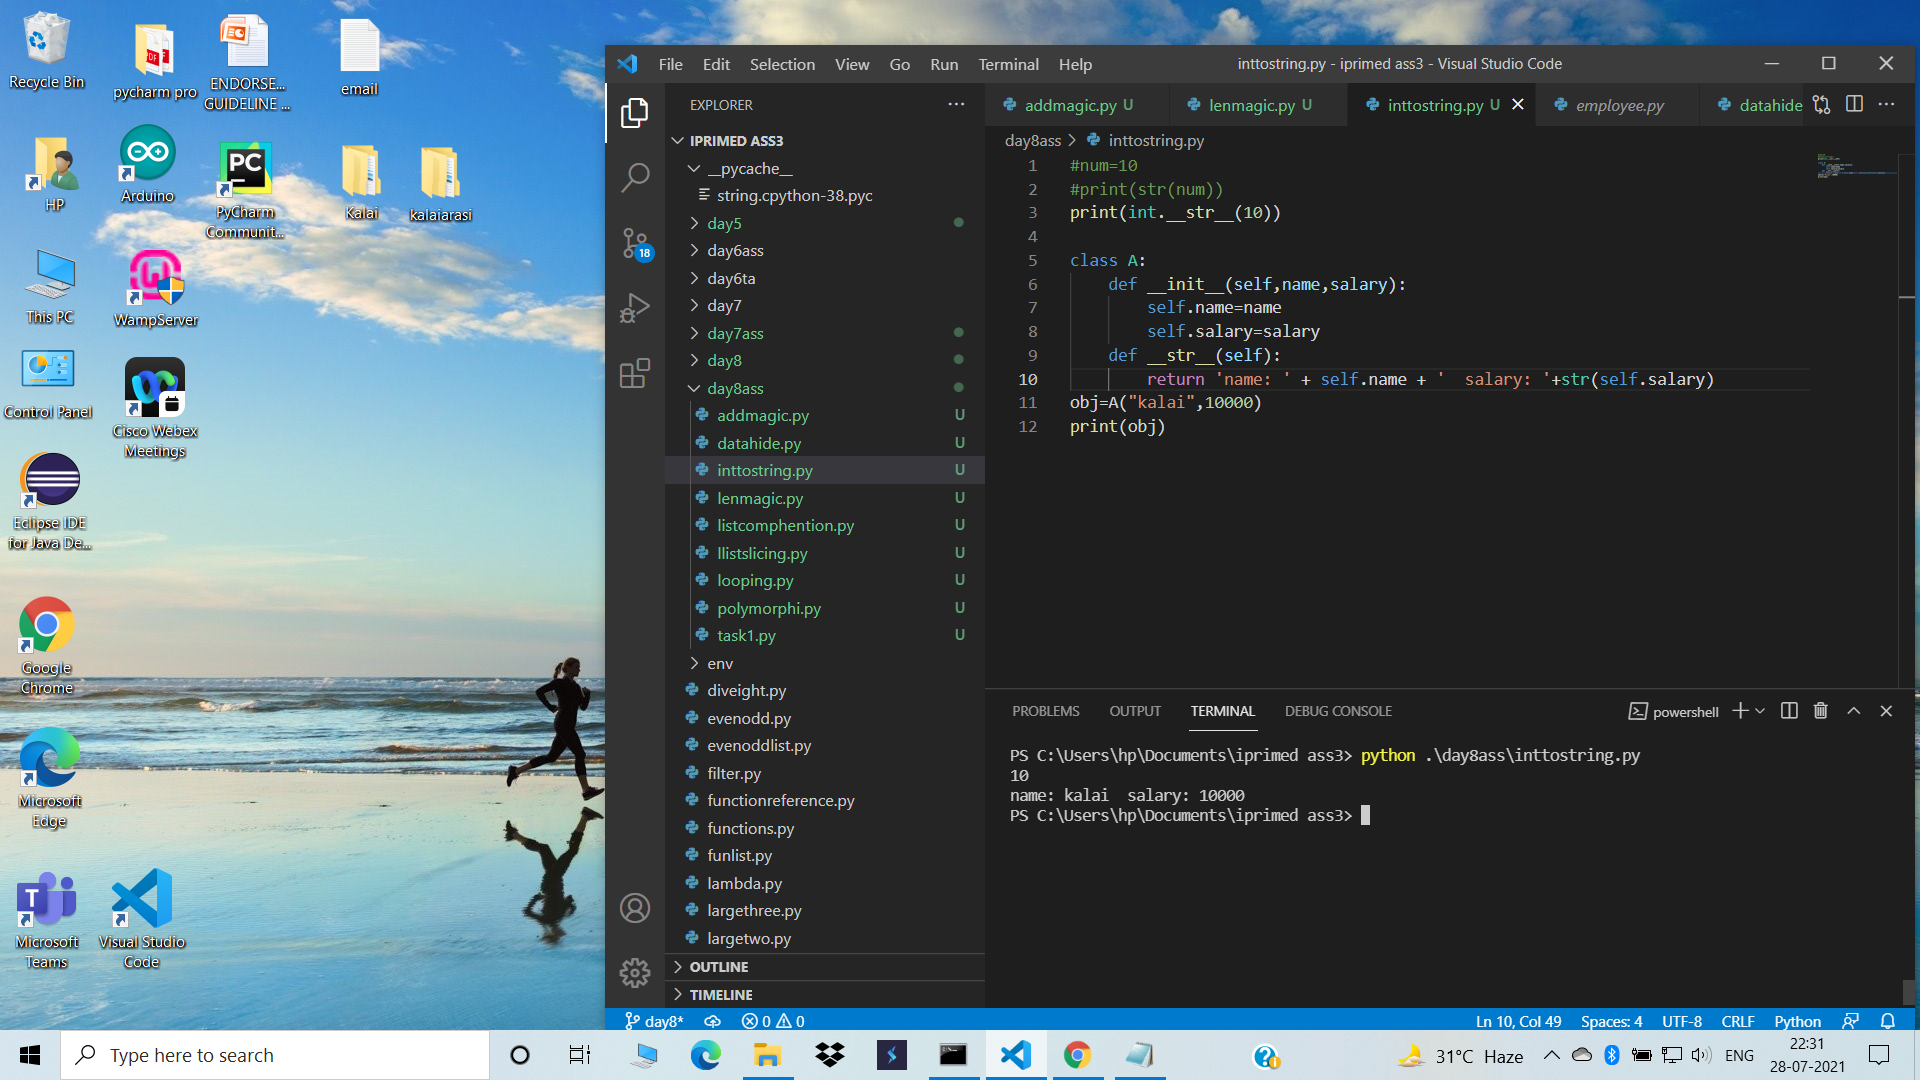 Recycle Bin
pycharm pro
ENDORSE...
GUIDELINE ...
email
HP
Arduino
PyCharm
Communit...
Kalai
kalaiarasi
This PC
WampServer
Control Panel
Cisco Webex
Meetings
Eclipse IDE
for Java De...
Google
Chrome
Microsoft
Edge
Microsoft
Teams
Visual Studio
Code
File Edit Selection View Go Run Terminal Help
inttostring.py - iprimed ass3 - Visual Studio Code
EXPLORER
IPRIMED ASS3
__pycache__
string.cpython-38.pyc
day5
day6ass
day6ta
day7
day7ass
day8
day8ass
addmagic.py U
datahide.py U
inttostring.py U
lenmagic.py U
listcomphention.py U
llistslicing.py U
looping.py U
polymorphi.py U
task1.py U
env
diveight.py
evenodd.py
evenoddlist.py
filter.py
functionreference.py
functions.py
funlist.py
lambda.py
largethree.py
largetwo.py
OUTLINE
TIMELINE
18
addmagic.py U lenmagic.py U inttostring.py U employee.py datahide
day8ass > inttostring.py
1 #num=10
2 #print(str(num))
3 print(int.__str__(10))
4
5 class A:
6 def __init__(self,name,salary):
7 self.name=name
8 self.salary=salary
9 def __str__(self):
10 return 'name: ' + self.name + '  salary: '+str(self.salary)
11 obj=A("kalai",10000)
12 print(obj)
PROBLEMS OUTPUT TERMINAL DEBUG CONSOLE powershell
PS C:\Users\hp\Documents\iprimed ass3> python .\day8ass\inttostring.py
10
name: kalai  salary: 10000
PS C:\Users\hp\Documents\iprimed ass3>
day8* 0 0 Ln 10, Col 49 Spaces: 4 UTF-8 CRLF Python
Type here to search
31°C Haze ENG
22:31
28-07-2021